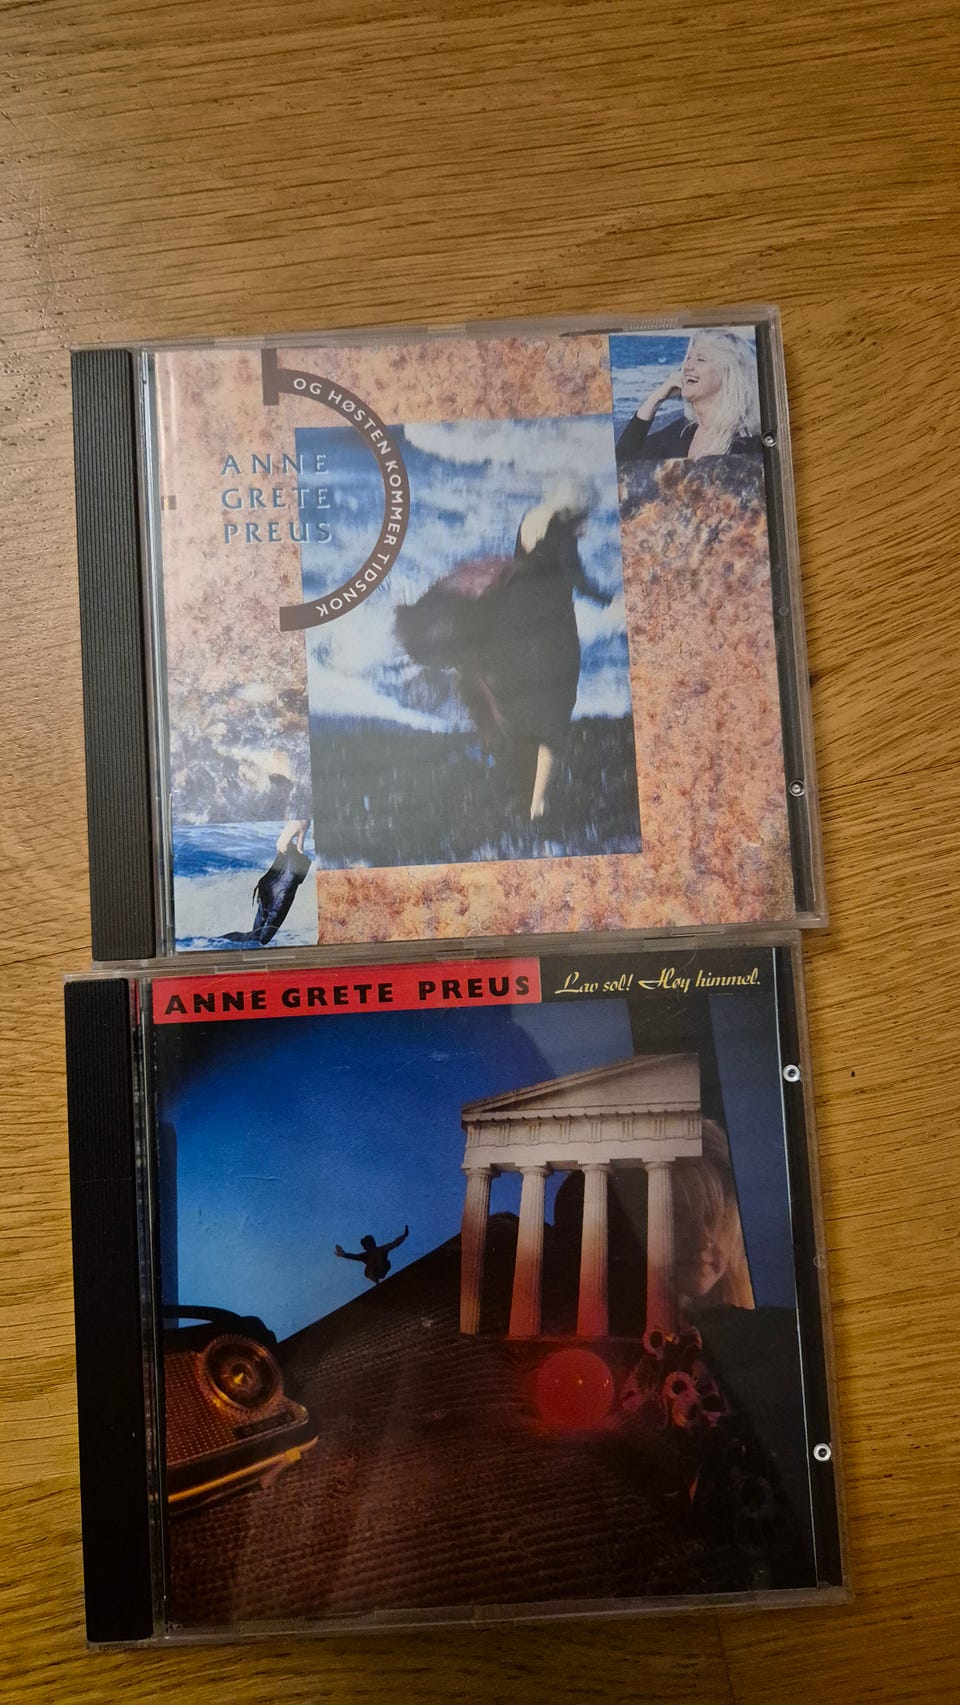 OG HØSTEN KOMMER TIDSNOK
ANNE
GRETE
PREUS
ANNE GRETE PREUS
Lav sol! Høy himmel.